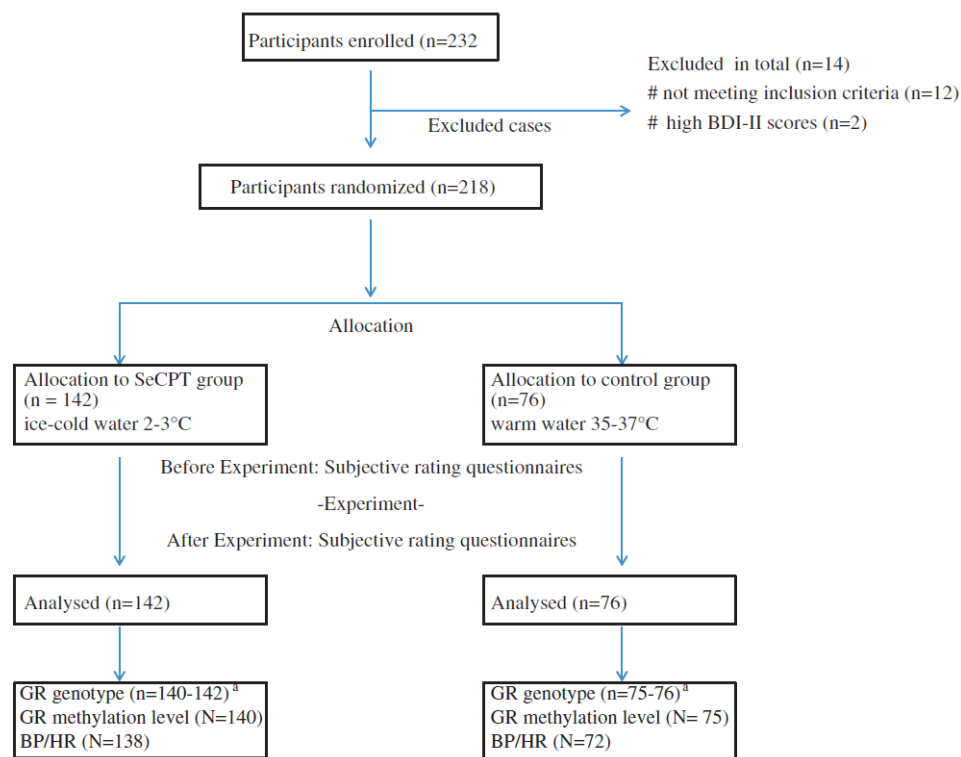 Participants enrolled (n=232
Excluded in total (n=14)
# not meeting inclusion criteria (n=12)
# high BDI-II scores (n=2)
Excluded cases
Participants randomized (n=218)
Allocation
Allocation to SeCPT group
(n = 142)
ice-cold water 2-3°C
Allocation to control group
(n=76)
warm water 35-37°C
Before Experiment: Subjective rating questionnaires
-Experiment-
After Experiment: Subjective rating questionnaires
Analysed (n=142)
Analysed (n=76)
GR genotype (n=140-142)ᵃ
GR methylation level (N=140)
BP/HR (N=138)
GR genotype (n=75-76)ᵃ
GR methylation level (N= 75)
BP/HR (N=72)